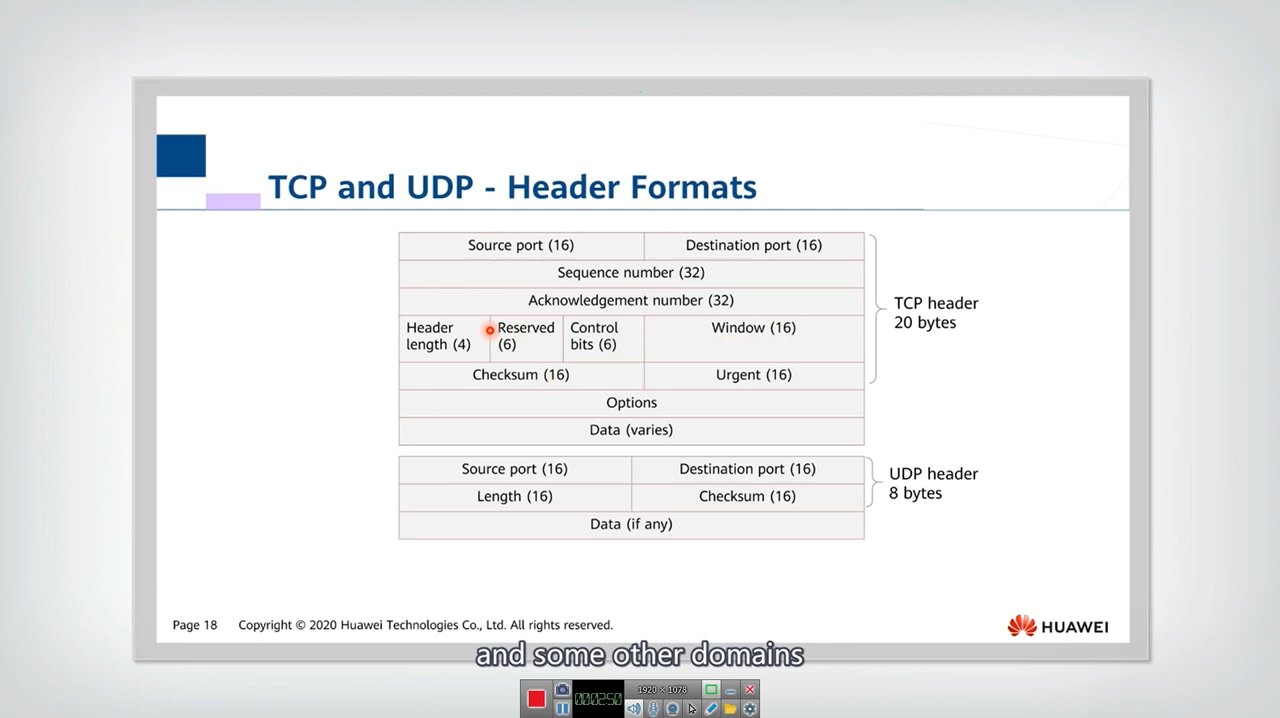 TCP and UDP - Header Formats
Source port (16) Destination port (16)
Sequence number (32)
Acknowledgement number (32)
Header length (4) Reserved (6) Control bits (6) Window (16)
Checksum (16) Urgent (16)
Options
Data (varies)
TCP header
20 bytes
Source port (16) Destination port (16)
Length (16) Checksum (16)
Data (if any)
UDP header
8 bytes
Page 18 Copyright © 2020 Huawei Technologies Co., Ltd. All rights reserved.
HUAWEI
and some other domains
00:02:50
1920 × 1078